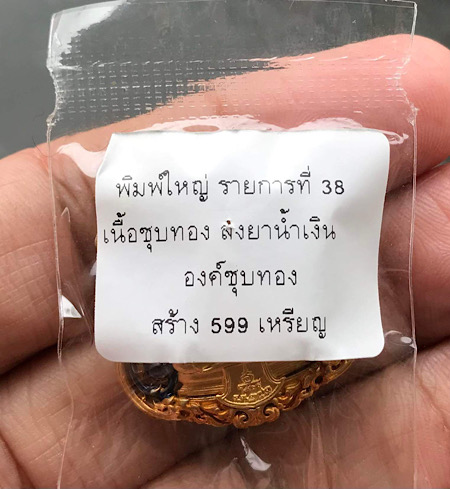 พิมพ์ใหญ่ รายการที่ 38
เนื้อชุบทอง ลงยาน้ำเงิน
องค์ชุบทอง
สร้าง 599 เหรียญ